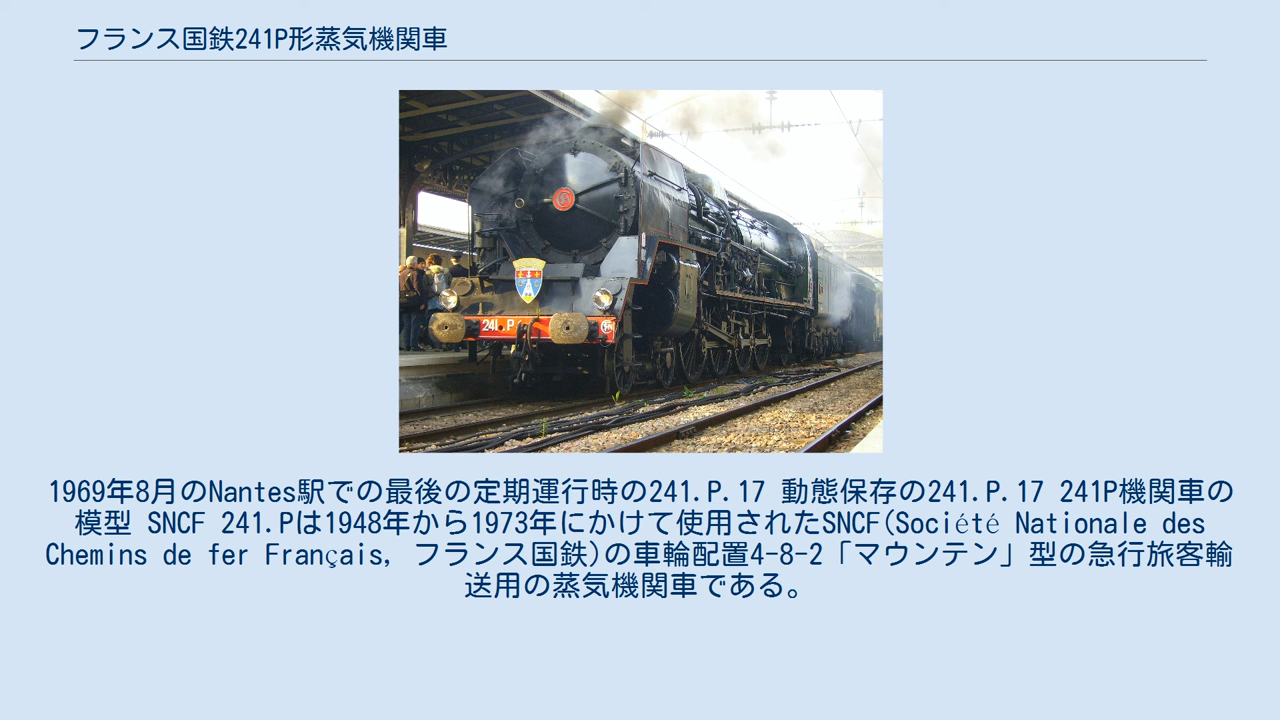 フランス国鉄241P形蒸気機関車
241.P
1969年8月のNantes駅での最後の定期運行時の241.P.17 動態保存の241.P.17 241P機関車の
模型 SNCF 241.Pは1948年から1973年にかけて使用されたSNCF(Société Nationale des
Chemins de fer Français, フランス国鉄)の車輪配置4-8-2「マウンテン」型の急行旅客輸
送用の蒸気機関車である。